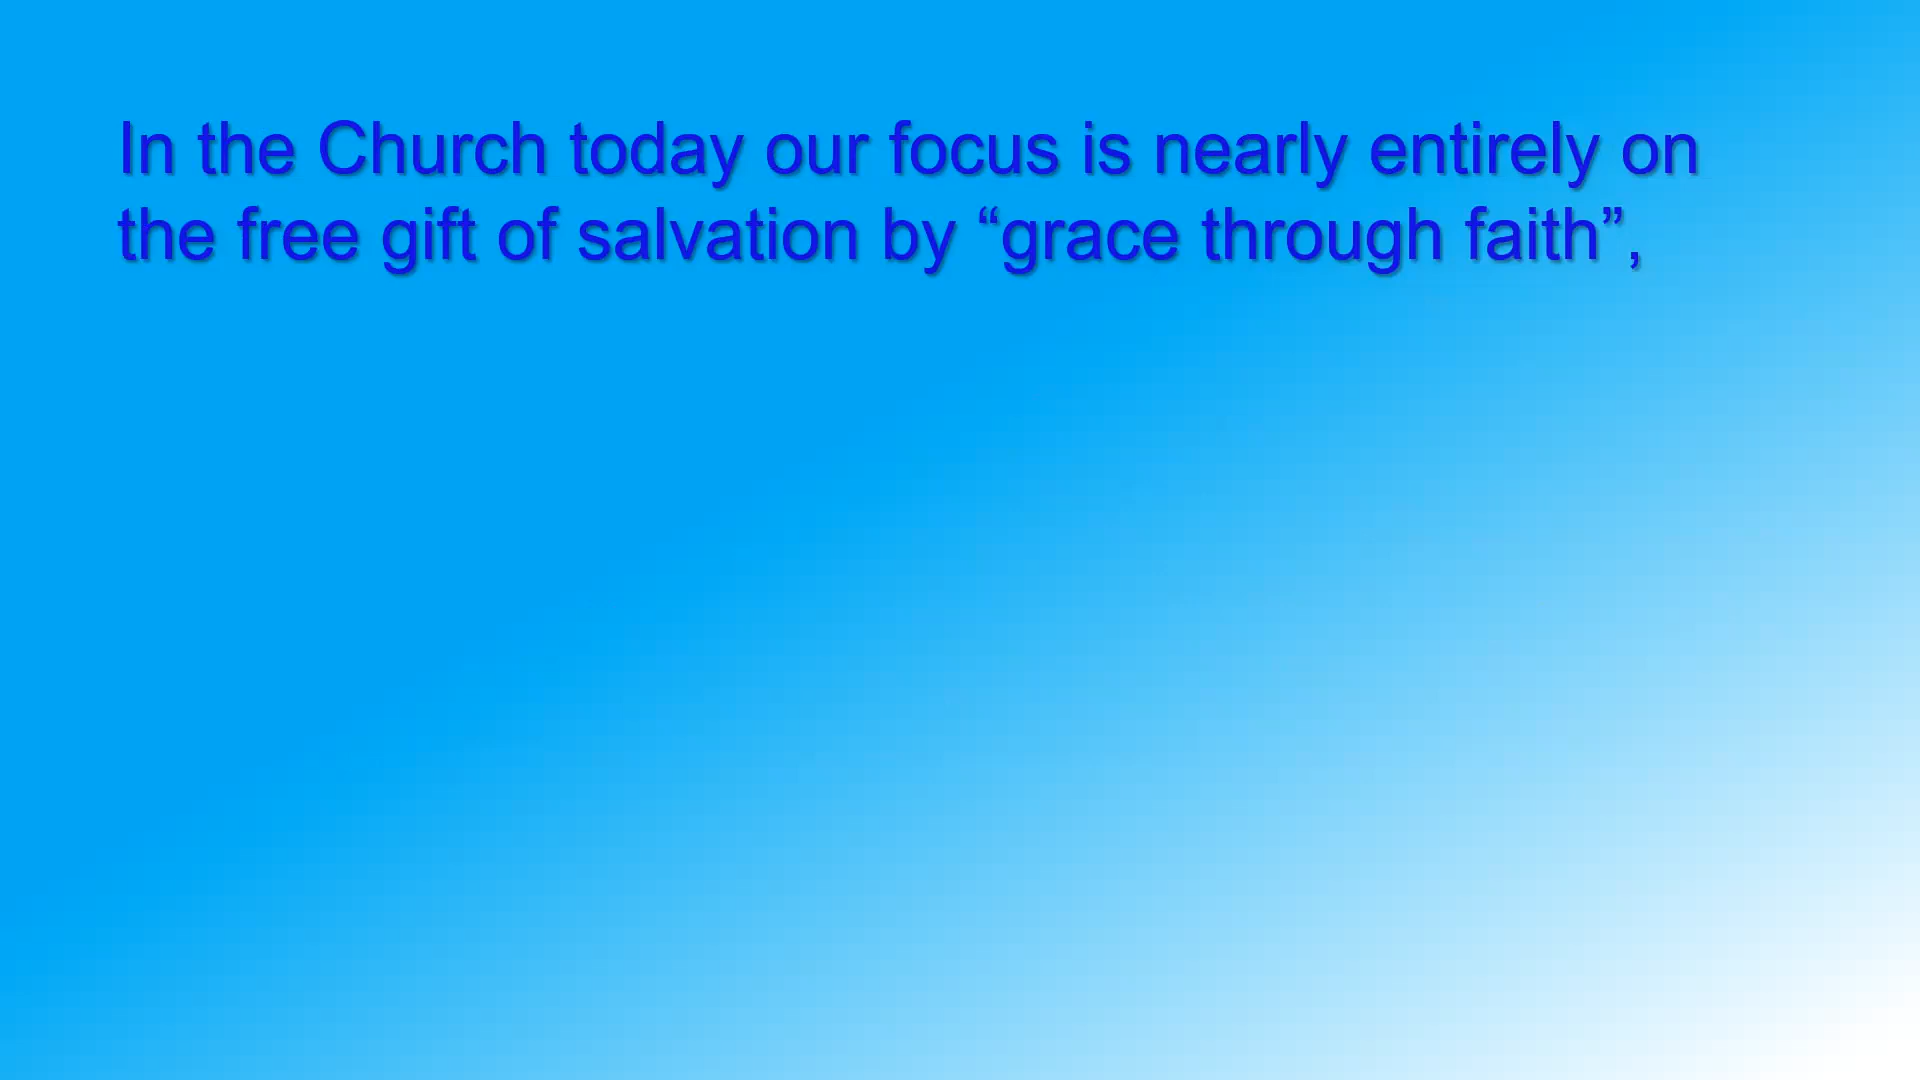 In the Church today our focus is nearly entirely on
the free gift of salvation by “grace through faith”,